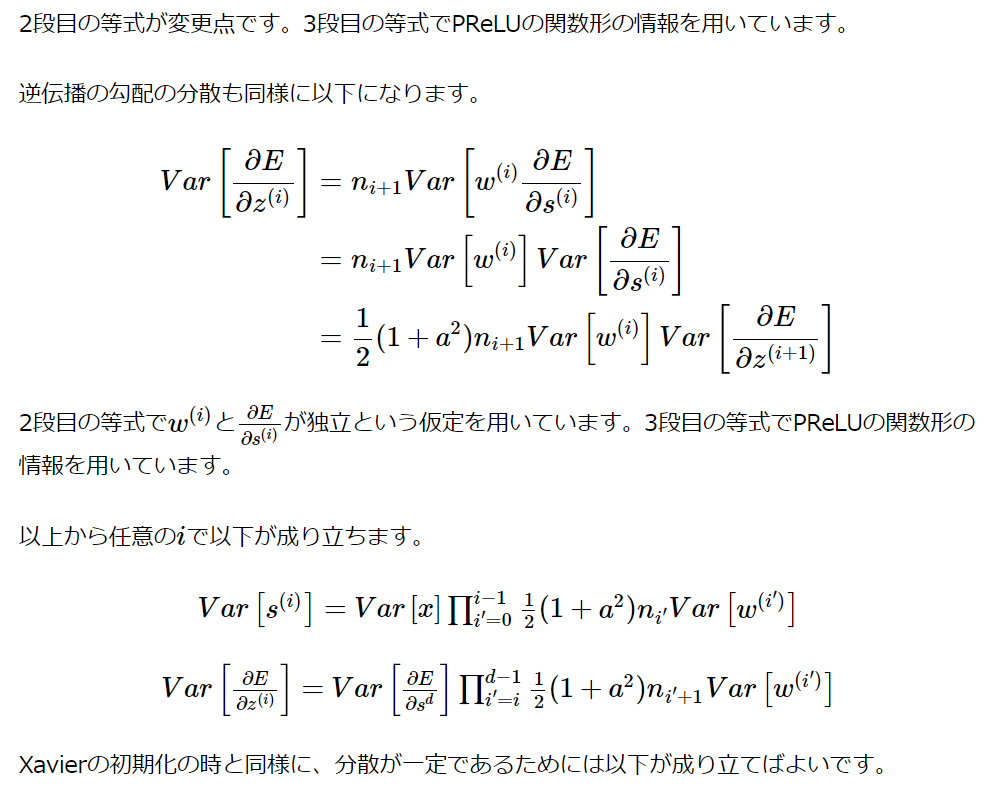 2段目の等式が変更点です。3段目の等式でPReLUの関数形の情報を用いています。
逆伝播の勾配の分散も同様に以下になります。
$Var\left[\frac{\partial E}{\partial z^{(i)}}\right] = n_{i+1}Var\left[w^{(i)}\frac{\partial E}{\partial s^{(i)}}\right]$
$= n_{i+1}Var\left[w^{(i)}\right]Var\left[\frac{\partial E}{\partial s^{(i)}}\right]$
$= \frac{1}{2}(1+a^2)n_{i+1}Var\left[w^{(i)}\right]Var\left[\frac{\partial E}{\partial z^{(i+1)}}\right]$
2段目の等式で$w^{(i)}$と$\frac{\partial E}{\partial s^{(i)}}$が独立という仮定を用いています。3段目の等式でPReLUの関数形の
情報を用いています。
以上から任意の$i$で以下が成り立ちます。
$Var\left[s^{(i)}\right] = Var\left[x\right]\prod_{i'=0}^{i-1}\frac{1}{2}(1+a^2)n_{i'}Var\left[w^{(i')}\right]$
$Var\left[\frac{\partial E}{\partial z^{(i)}}\right] = Var\left[\frac{\partial E}{\partial s^{d}}\right]\prod_{i'=i}^{d-1}\frac{1}{2}(1+a^2)n_{i'+1}Var\left[w^{(i')}\right]$
Xavierの初期化の時と同様に、分散が一定であるためには以下が成り立てばよいです。